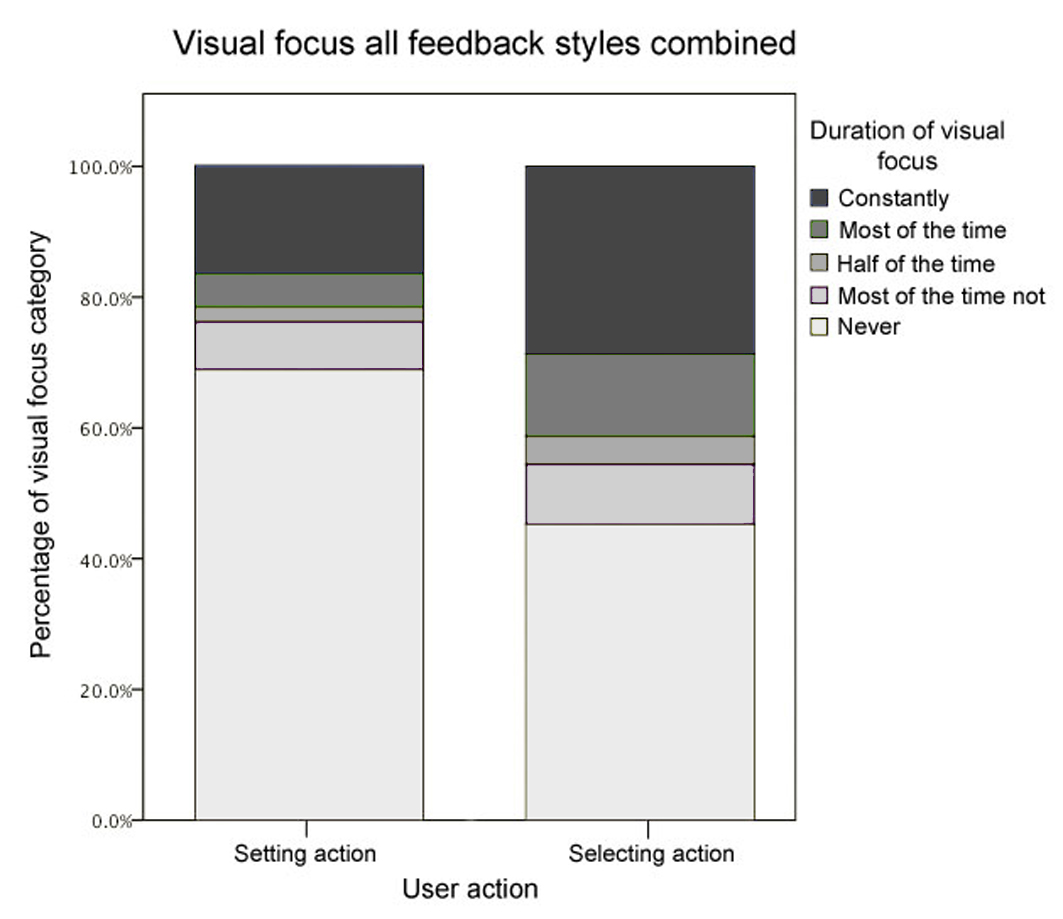 Visual focus all feedback styles combined
Percentage of visual focus category
100.0%
80.0%
60.0%
40.0%
20.0%
0.0%
Setting action
Selecting action
User action
Duration of visual
focus
Constantly
Most of the time
Half of the time
Most of the time not
Never